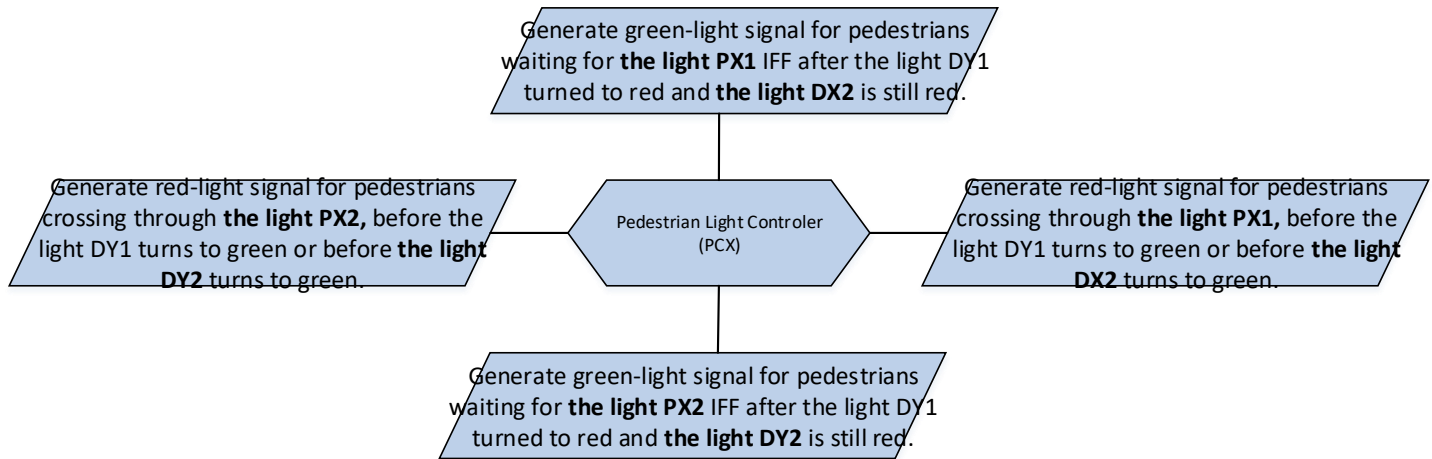 Generate green-light signal for pedestrians
waiting for the light PX1 IFF after the light DY1
turned to red and the light DX2 is still red.
Generate red-light signal for pedestrians
crossing through the light PX2, before the
light DY1 turns to green or before the light
DY2 turns to green.
Pedestrian Light Controler
(PCX)
Generate red-light signal for pedestrians
crossing through the light PX1, before the
light DY1 turns to green or before the light
DX2 turns to green.
Generate green-light signal for pedestrians
waiting for the light PX2 IFF after the light DY1
turned to red and the light DY2 is still red.